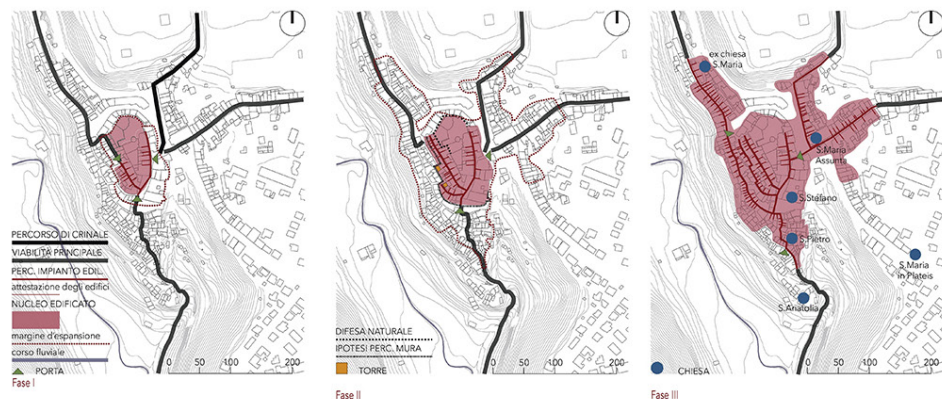 PERCORSO DI CRINALE
VIABILITÀ PRINCIPALE
PERC. IMPIANTO EDIL.
attestazione degli edifici
NUCLEO EDIFICATO
margine d'espansione
corso fluviale
PORTA
0 50 100 200
Fase I
DIFESA NATURALE
IPOTESI PERC. MURA
TORRE
0 50 100 200
Fase II
ex chiesa
S.Maria
S.Maria
Assunta
S.Stefano
S.Pietro
S.Maria
in Plateis
S.Anatolia
CHIESA
0 50 100 200
Fase III